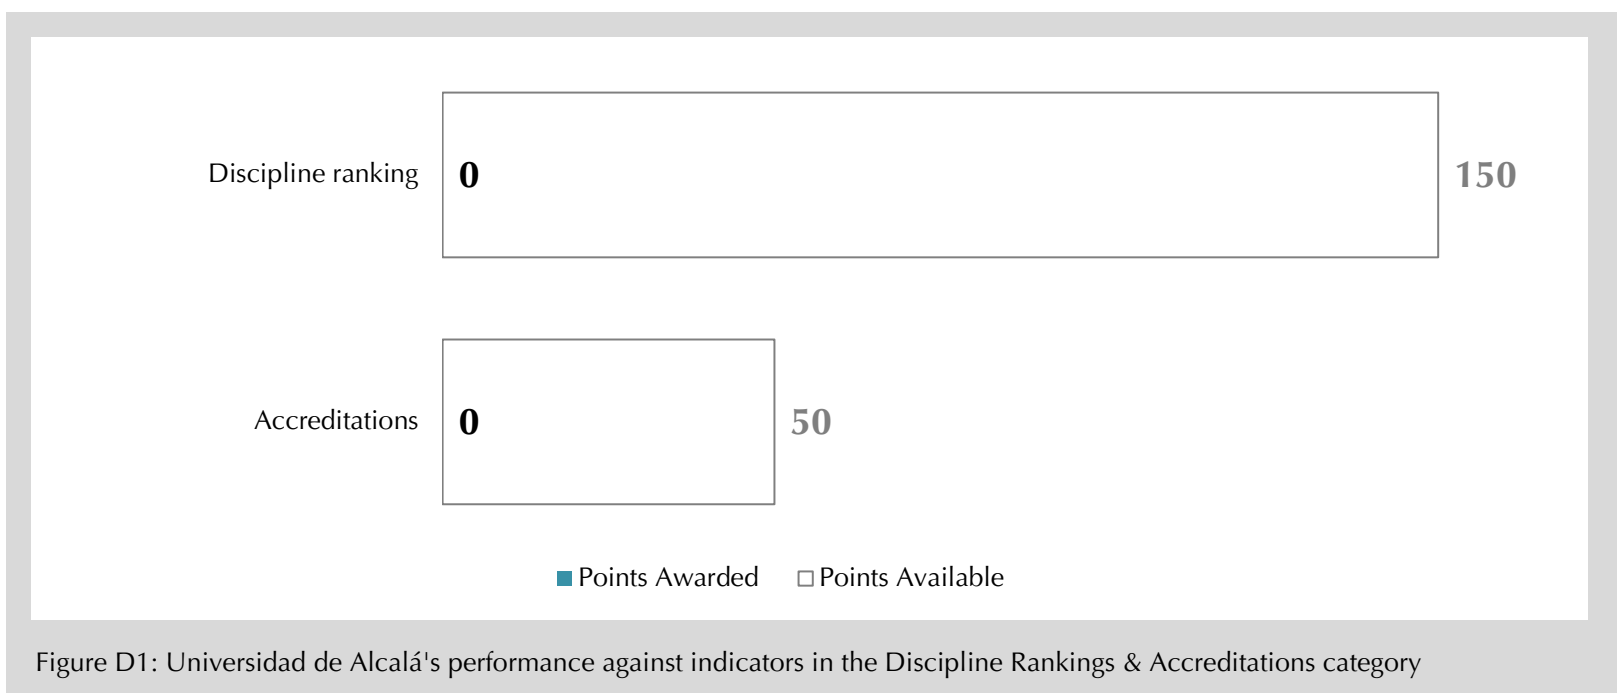 Discipline ranking
0
150
Accreditations
0
50
Points Awarded
Points Available
Figure D1: Universidad de Alcalá's performance against indicators in the Discipline Rankings & Accreditations category